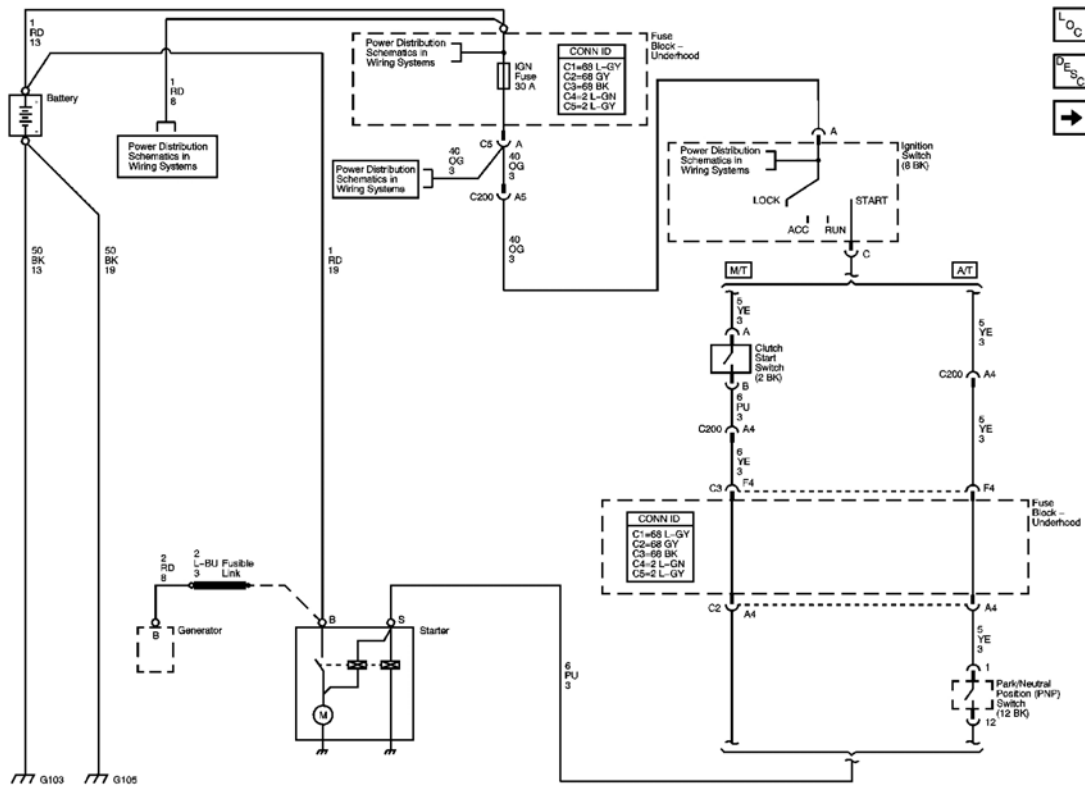 1
RD
13
1
RD
8
Battery
Power Distribution
Schematics in
Wiring Systems
Power Distribution
Schematics in
Wiring Systems
IGN
Fuse
30 A
CONN ID
C1=68 L-GY
C2=68 GY
C3=68 BK
C4=2 L-GN
C5=2 L-GY
Fuse
Block –
Underhood
LOC
DESC
C5 A
40
OG
3
40
OG
3
Power Distribution
Schematics in
Wiring Systems
C200 A5
40
OG
3
A
Power Distribution
Schematics in
Wiring Systems
Ignition
Switch
(8 BK)
LOCK
START
ACC RUN
C
50
BK
13
50
BK
19
1
RD
19
M/T
A/T
5
YE
3
A
Clutch
Start
Switch
(2 BK)
B
6
PU
3
C200 A4
6
YE
3
C3 F4
5
YE
3
C200 A4
5
YE
3
F4
CONN ID
C1=68 L-GY
C2=68 GY
C3=68 BK
C4=2 L-GN
C5=2 L-GY
Fuse
Block –
Underhood
C2 A4
A4
5
YE
3
1
Park/Neutral
Position (PNP)
Switch
(12 BK)
12
2
RD
8
2
L-BU
3
Fusible
Link
B
Generator
B
S
Starter
M
6
PU
3
G103
G105